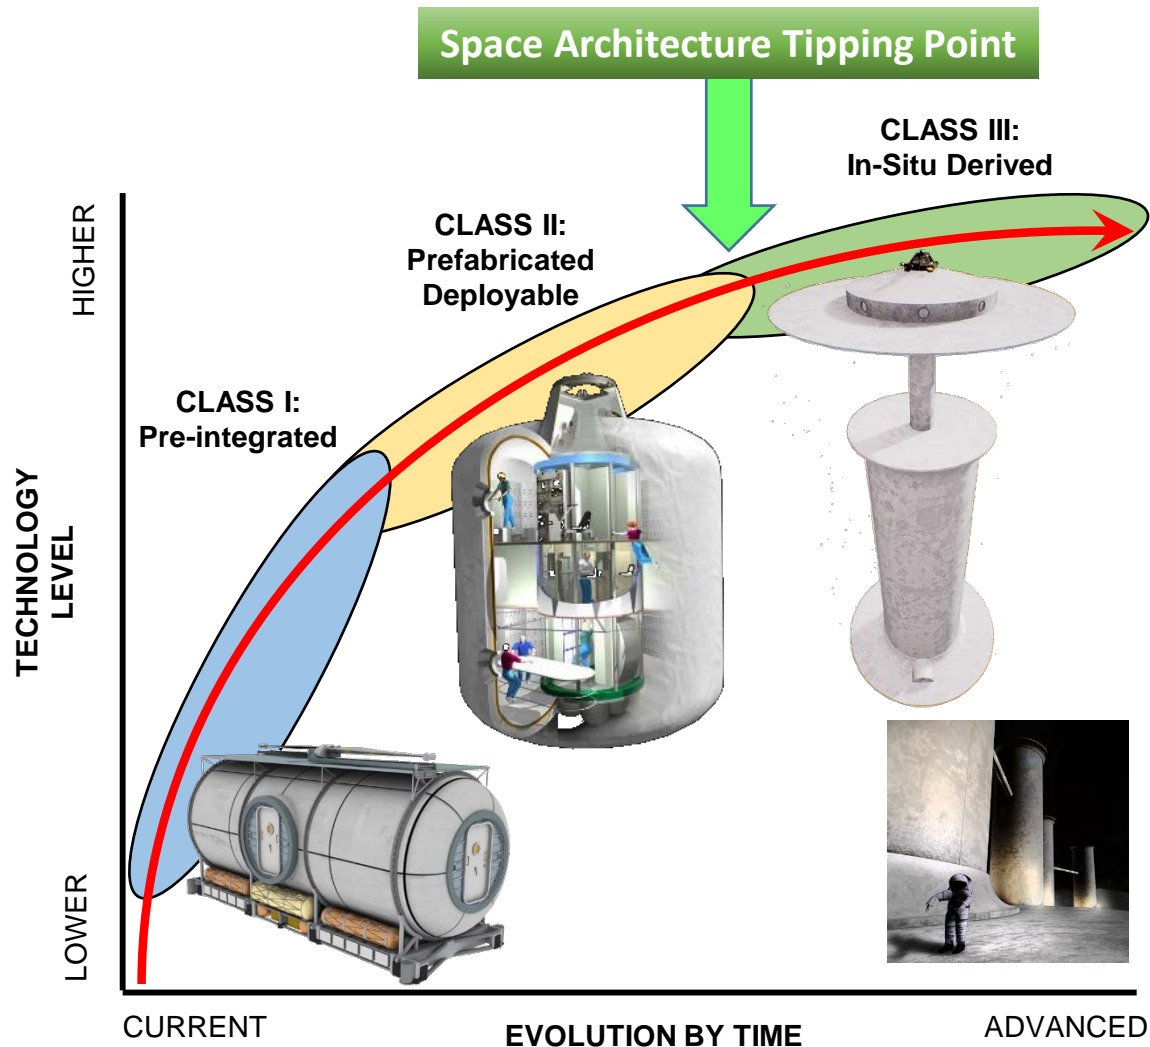 Space Architecture Tipping Point
CLASS III:
In-Situ Derived
CLASS II:
Prefabricated
Deployable
CLASS I:
Pre-integrated
HIGHER
TECHNOLOGY
LEVEL
LOWER
CURRENT
EVOLUTION BY TIME
ADVANCED